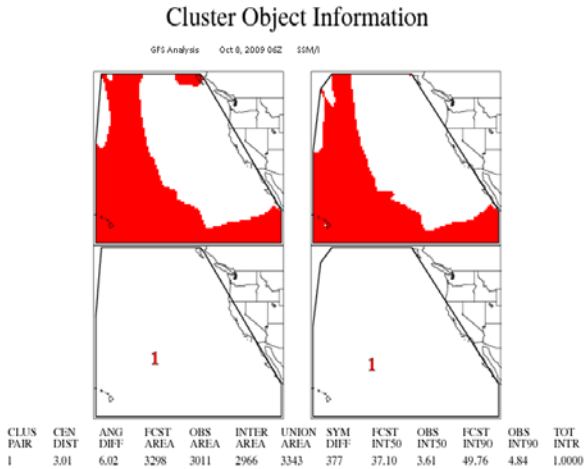 Cluster Object Information
GFS Analysis Oct 8, 2009 06Z SSM/I
1 1
CLUS CEN ANG FCST OBS INTER UNION SYM FCST OBS FCST OBS TOT
PAIR DIST DIFF AREA AREA AREA AREA DIFF INT50 INT50 INT90 INT90 INTR
1 3.01 6.02 3298 3011 2966 3343 377 37.10 3.61 49.76 4.84 1.0000